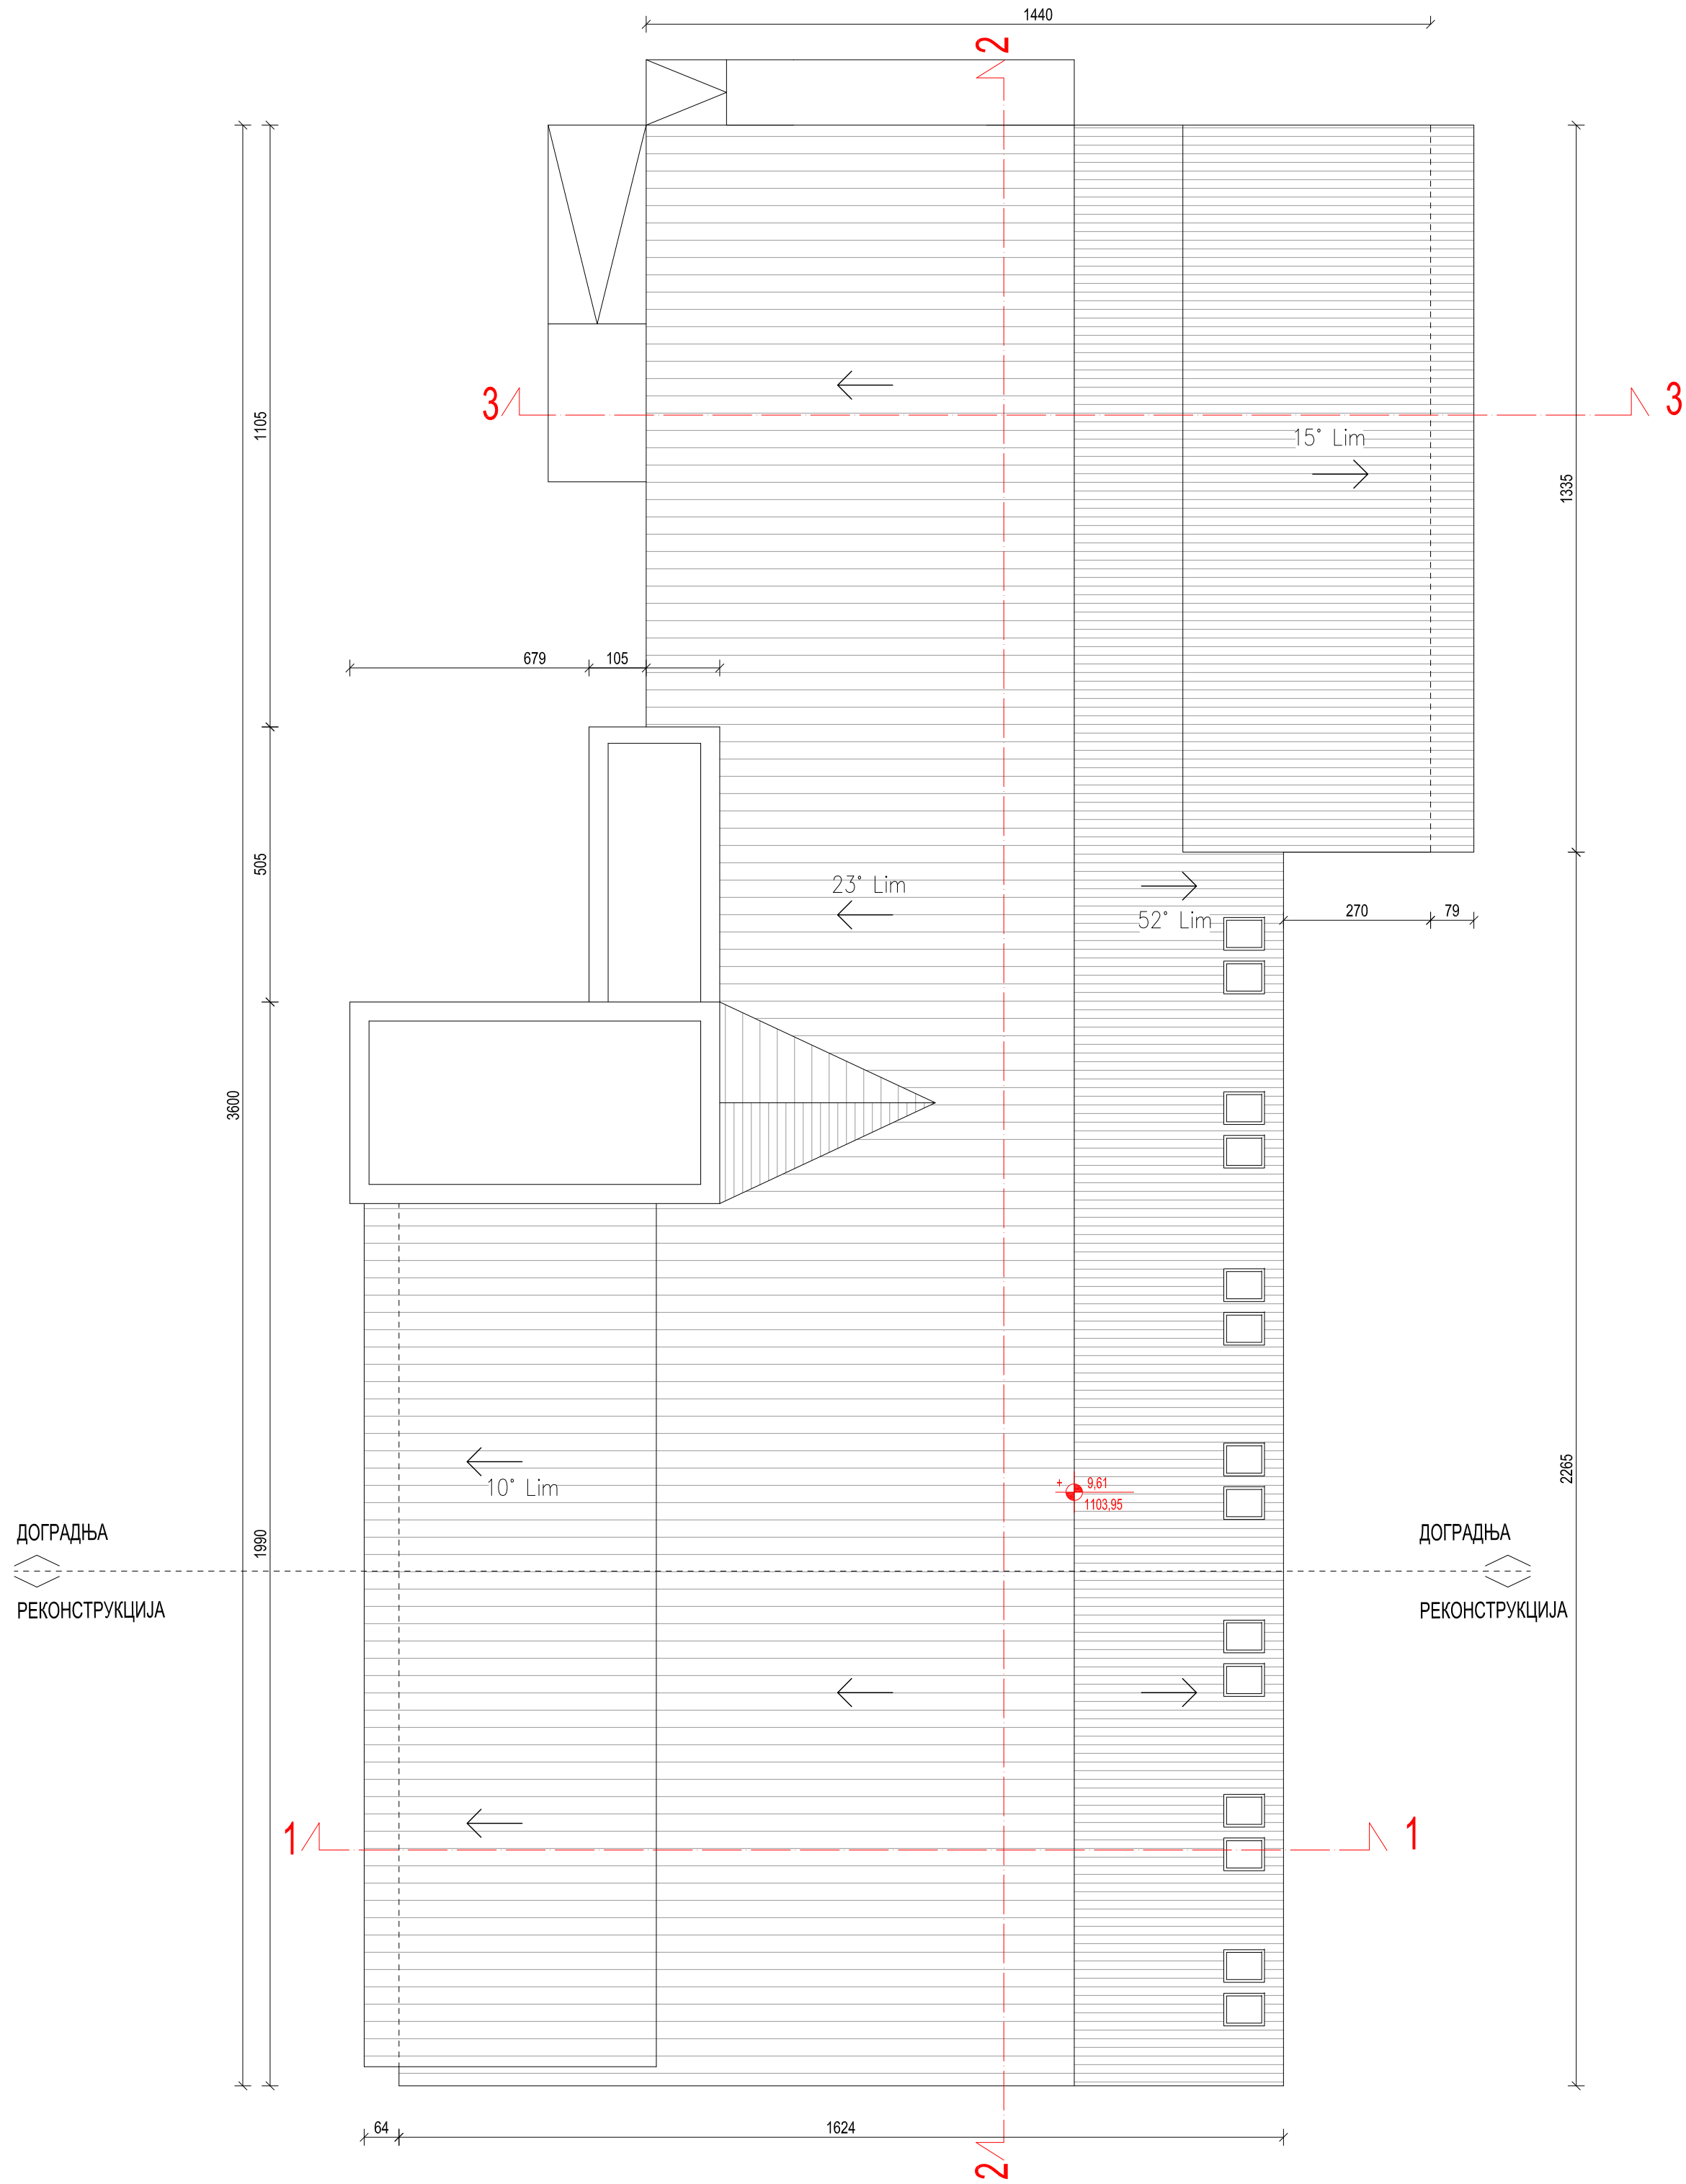 1440
2
3
3
1105
15° Lim
1335
679
105
505
23° Lim
52° Lim
270
79
3600
10° Lim
+ 9,61
1103,95
2265
1990
ДОГРАДЊА
ДОГРАДЊА
РЕКОНСТРУКЦИЈА
РЕКОНСТРУКЦИЈА
1
1
64
1624
2